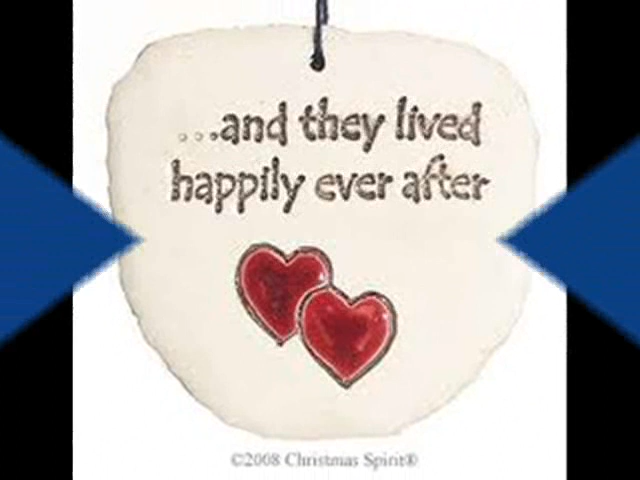 ...and they lived
happily ever after
©2008 Christmas Spirit®